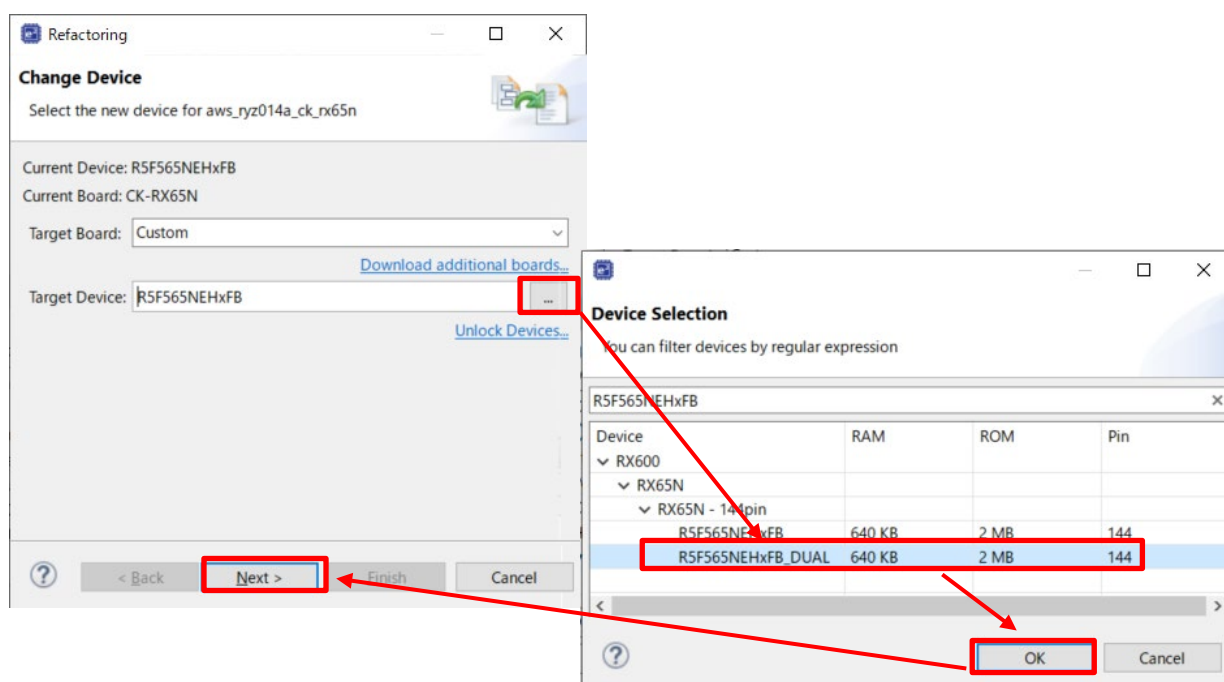 Refactoring
Change Device
Select the new device for aws_ryz014a_ck_rx65n
Current Device: R5F565NEHxFB
Current Board: CK-RX65N
Target Board: Custom
Download additional boards...
Target Device: R5F565NEHxFB ...
Unlock Devices...
< Back Next > Finish Cancel
Device Selection
You can filter devices by regular expression
R5F565NEHxFB
Device RAM ROM Pin
RX600
RX65N
RX65N - 144pin
R5F565NEHxFB 640 KB 2 MB 144
R5F565NEHxFB_DUAL 640 KB 2 MB 144
OK Cancel